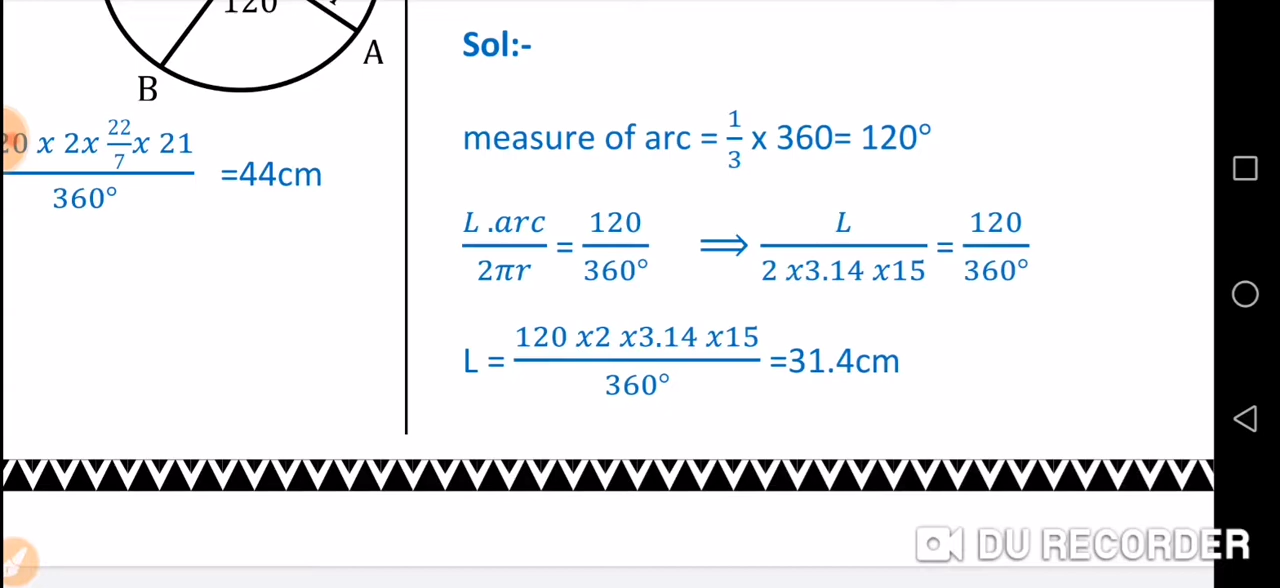 120
A
B
20 x 2x 22/7 x 21
360°
=44cm
Sol:-
measure of arc = 1/3 x 360= 120°
L .arc/2πr = 120/360° ⟹ L/2 x3.14 x15 = 120/360°
L = 120 x2 x3.14 x15/360° =31.4cm
DU RECORDER